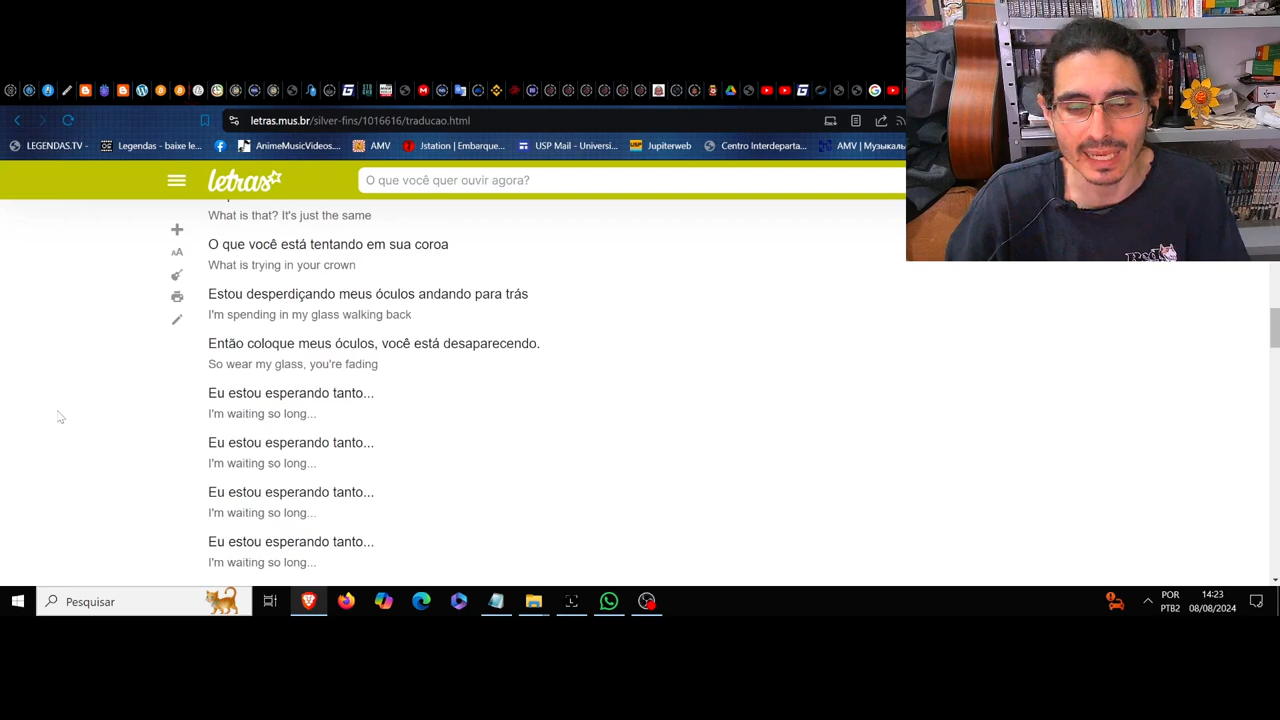 LEGENDAS.TV -
Legendas - baixe le...
AnimeMusicVideos....
AMV
Jstation | Embarque...
USP Mail - Universi...
Jupiterweb
Centro Interdeparta...
letras.mus.br/silver-fins/1016616/traducao.html
letras
O que você quer ouvir agora?
What is that? It's just the same
O que você está tentando em sua coroa
What is trying in your crown
Estou desperdiçando meus óculos andando para trás
I'm spending in my glass walking back
Então coloque meus óculos, você está desaparecendo.
So wear my glass, you're fading
Eu estou esperando tanto...
I'm waiting so long...
Eu estou esperando tanto...
I'm waiting so long...
Eu estou esperando tanto...
I'm waiting so long...
Eu estou esperando tanto...
I'm waiting so long...
AA
Pesquisar
POR
PTB2
14:23
08/08/2024